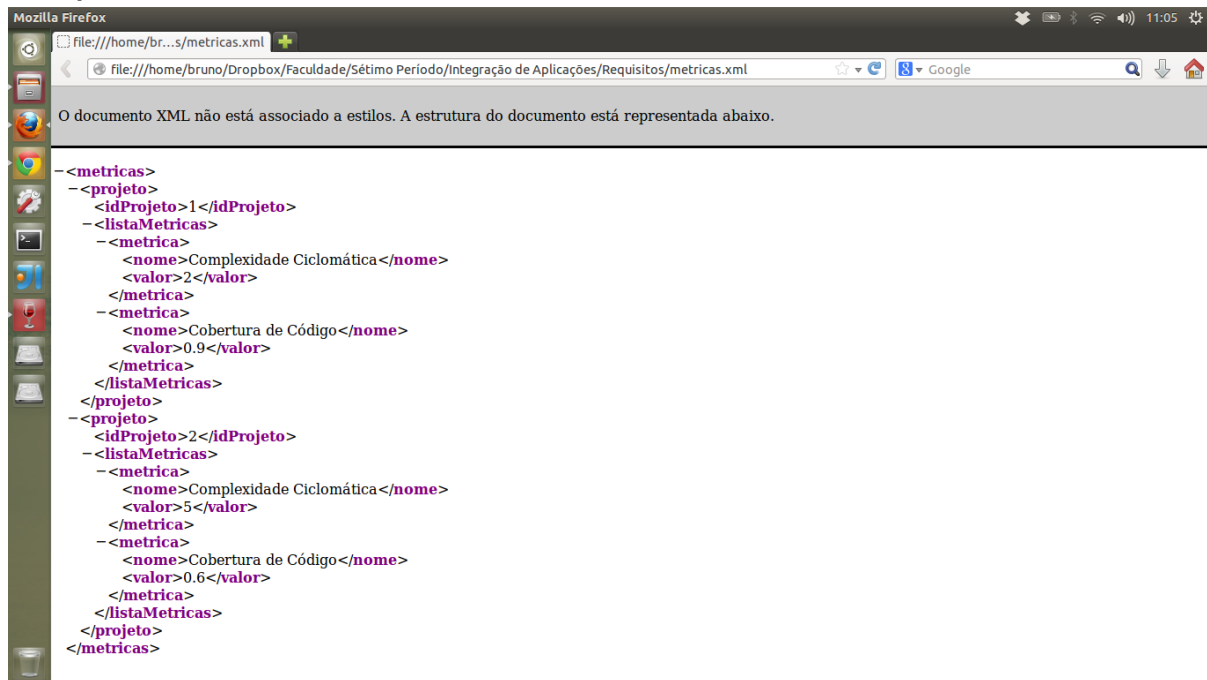 Mozilla Firefox
11:05
file:///home/br...s/metricas.xml
file:///home/bruno/Dropbox/Faculdade/Sétimo Período/Integração de Aplicações/Requisitos/metricas.xml
Google
O documento XML não está associado a estilos. A estrutura do documento está representada abaixo.
−<metricas>
−<projeto>
<idProjeto>1</idProjeto>
−<listaMetricas>
−<metrica>
<nome>Complexidade Ciclomática</nome>
<valor>2</valor>
</metrica>
−<metrica>
<nome>Cobertura de Código</nome>
<valor>0.9</valor>
</metrica>
</listaMetricas>
</projeto>
−<projeto>
<idProjeto>2</idProjeto>
−<listaMetricas>
−<metrica>
<nome>Complexidade Ciclomática</nome>
<valor>5</valor>
</metrica>
−<metrica>
<nome>Cobertura de Código</nome>
<valor>0.6</valor>
</metrica>
</listaMetricas>
</projeto>
</metricas>